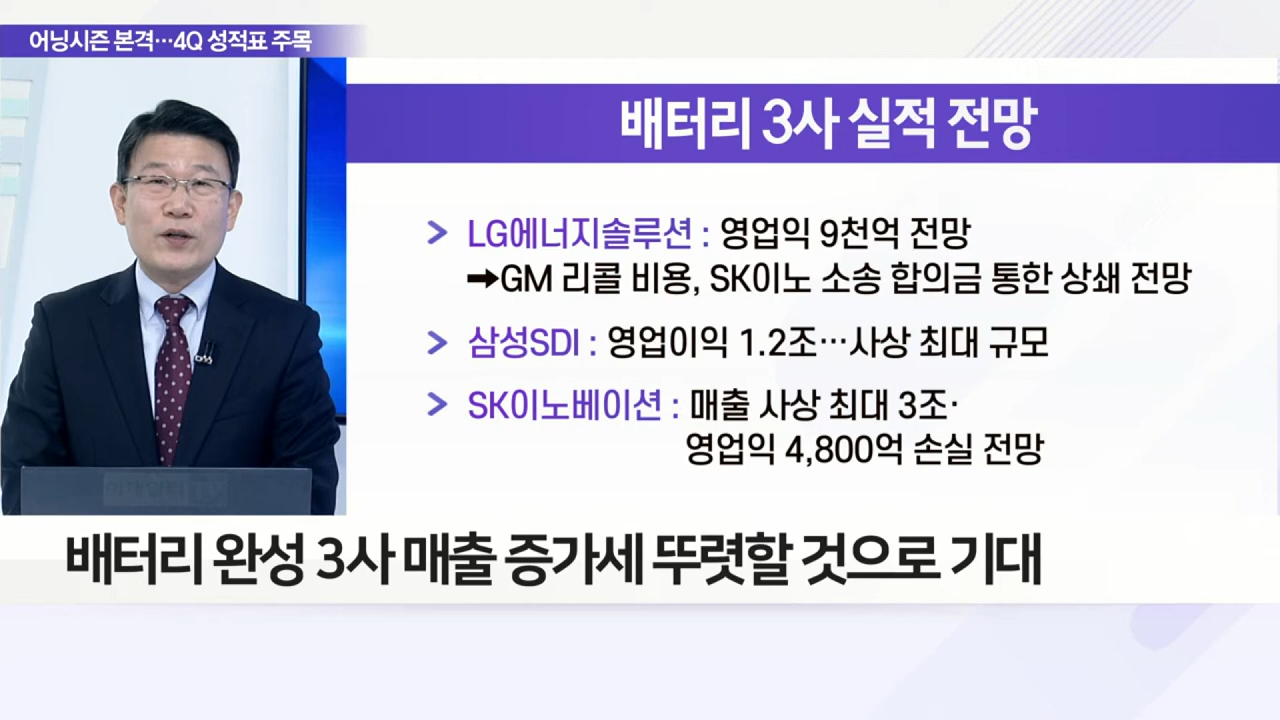 어닝시즌 본격…4Q 성적표 주목
배터리 3사 실적 전망
> LG에너지솔루션 : 영업익 9천억 전망
➡GM 리콜 비용, SK이노 소송 합의금 통한 상쇄 전망
> 삼성SDI : 영업이익 1.2조…사상 최대 규모
> SK이노베이션 : 매출 사상 최대 3조·
영업익 4,800억 손실 전망
배터리 완성 3사 매출 증가세 뚜렷할 것으로 기대